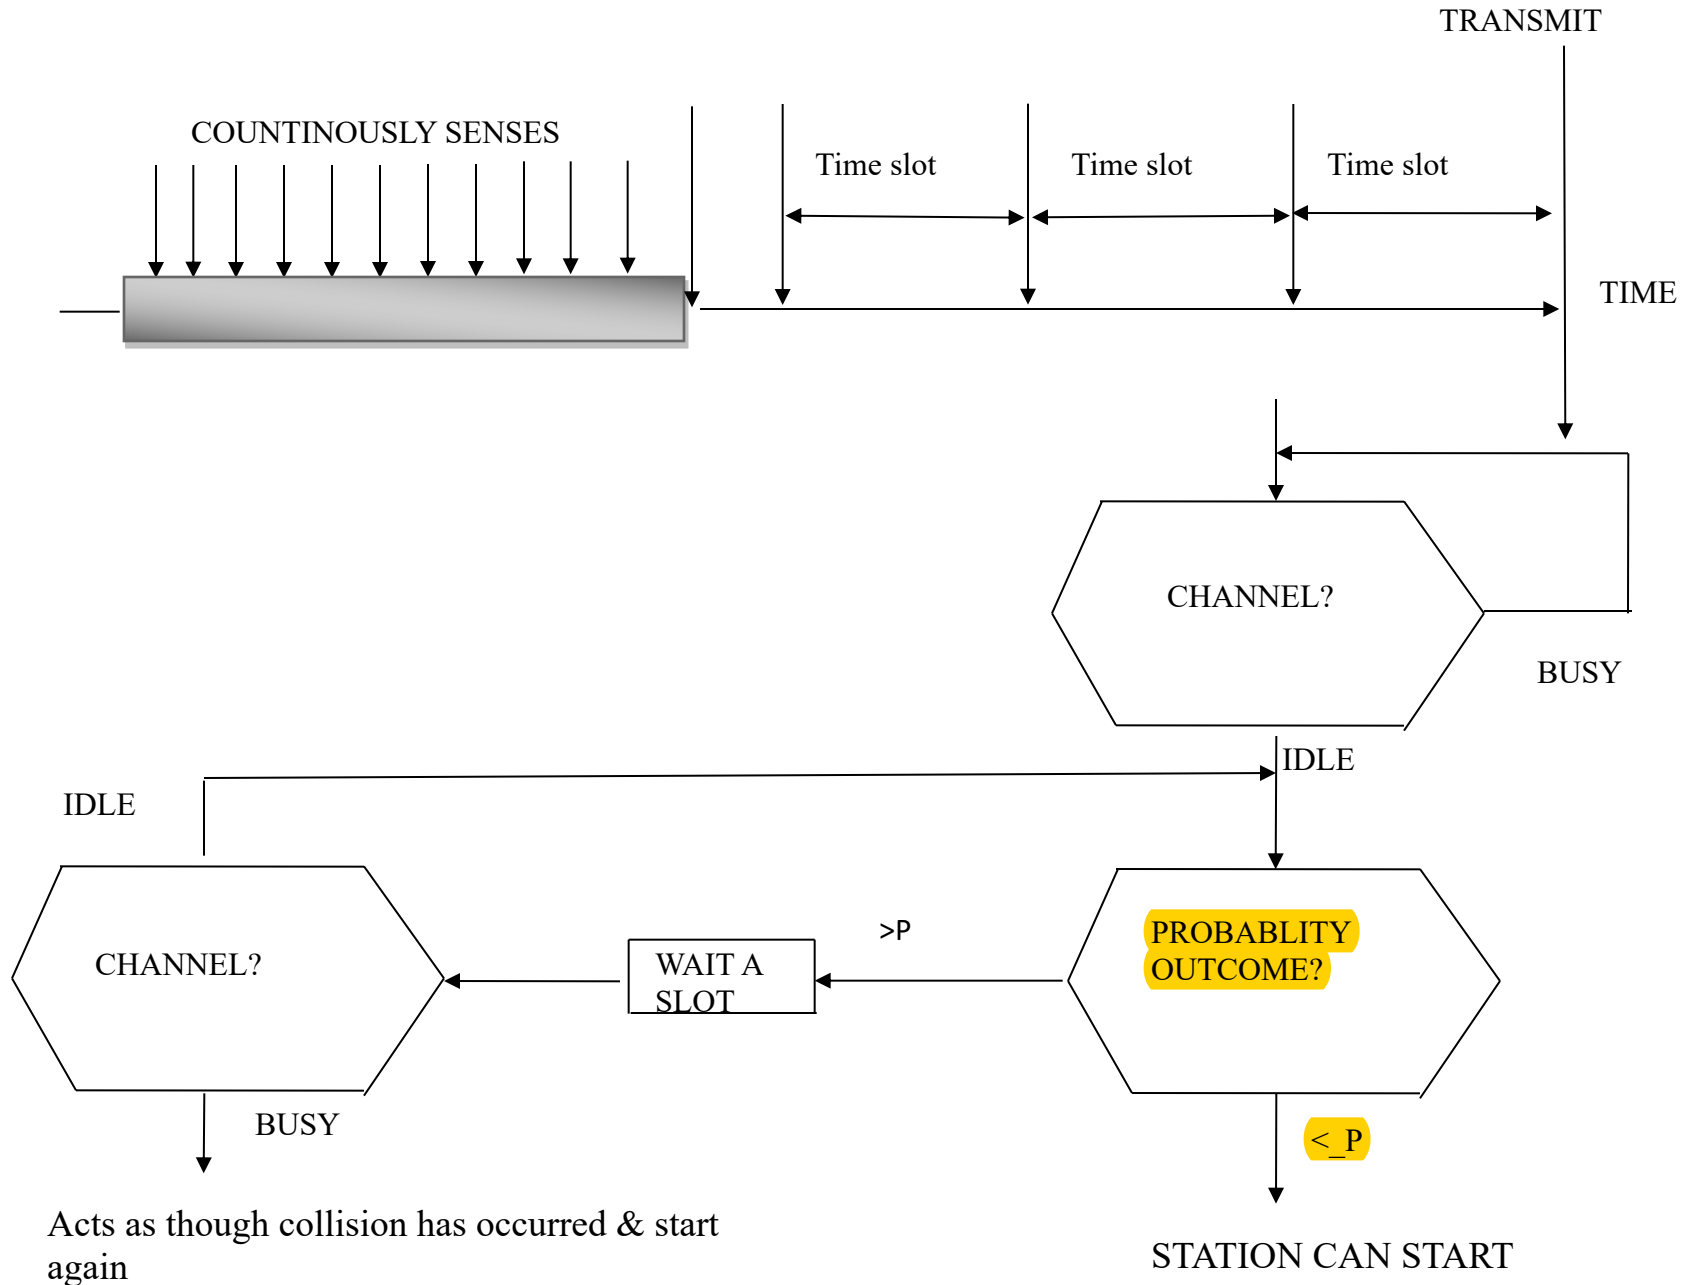 TRANSMIT
COUNTINOUSLY SENSES
Time slot
Time slot
Time slot
TIME
CHANNEL?
BUSY
IDLE
IDLE
PROBABLITY
OUTCOME?
>P
WAIT A
SLOT
CHANNEL?
BUSY
<_P
Acts as though collision has occurred & start
again
STATION CAN START